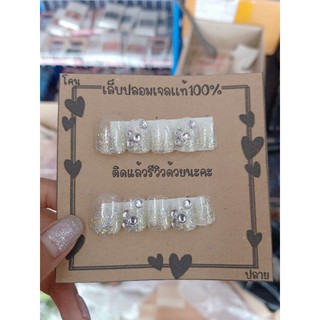 โคน
เล็บปลอมเจลแท้100%
ติดแล้วรีวิวด้วยนะคะ
ปลาย